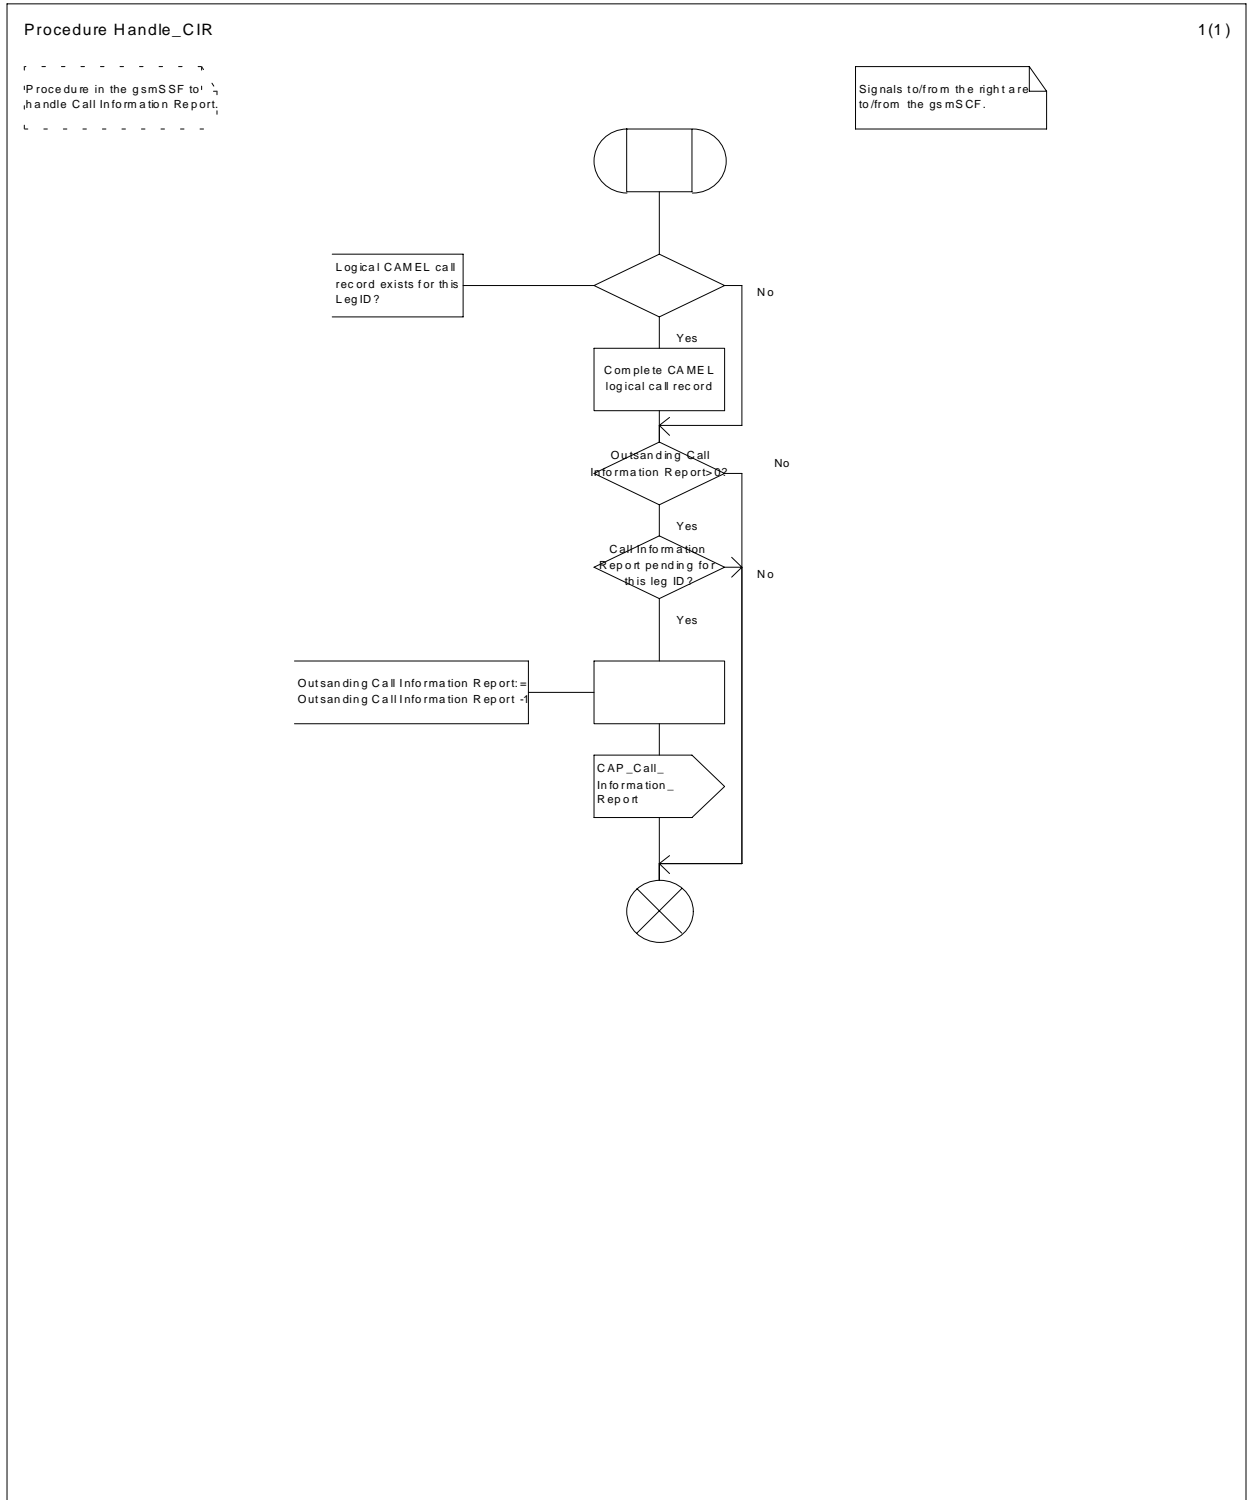 Procedure Handle_CIR
1(1)
Procedure in the gsmSSF to
handle Call Information Report.
Signals to/from the right are
to/from the gsmSCF.
Logical CAMEL call
record exists for this
LegID?
No
Yes
Complete CAMEL
logical call record
Outsanding Call
Information Report>0?
No
Yes
Call Information
Report pending for
this leg ID?
No
Yes
Outsanding Call Information Report:=
Outsanding Call Information Report -1
CAP_Call_
Information_
Report